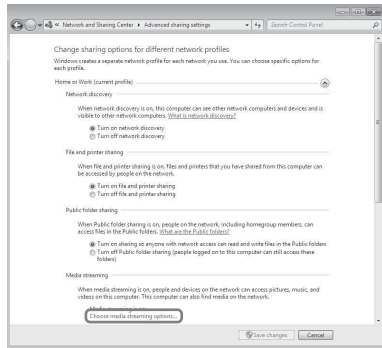 « Network and Sharing Center ▸ Advanced sharing settings
Search Control Panel
Change sharing options for different network profiles
Windows creates a separate network profile for each network you use. You can choose specific options for
each profile.
Home or Work (current profile)
Network discovery
When network discovery is on, this computer can see other network computers and devices and is
visible to other network computers. What is network discovery?
Turn on network discovery
Turn off network discovery
File and printer sharing
When file and printer sharing is on, files and printers that you have shared from this computer can
be accessed by people on the network.
Turn on file and printer sharing
Turn off file and printer sharing
Public folder sharing
When Public folder sharing is on, people on the network, including homegroup members, can
access files in the Public folders. What are the Public folders?
Turn on sharing so anyone with network access can read and write files in the Public folders
Turn off Public folder sharing (people logged on to this computer can still access these
folders)
Media streaming
When media streaming is on, people and devices on the network can access pictures, music, and
videos on this computer. This computer can also find media on the network.
Media streaming is
Choose media streaming options...
Save changes
Cancel